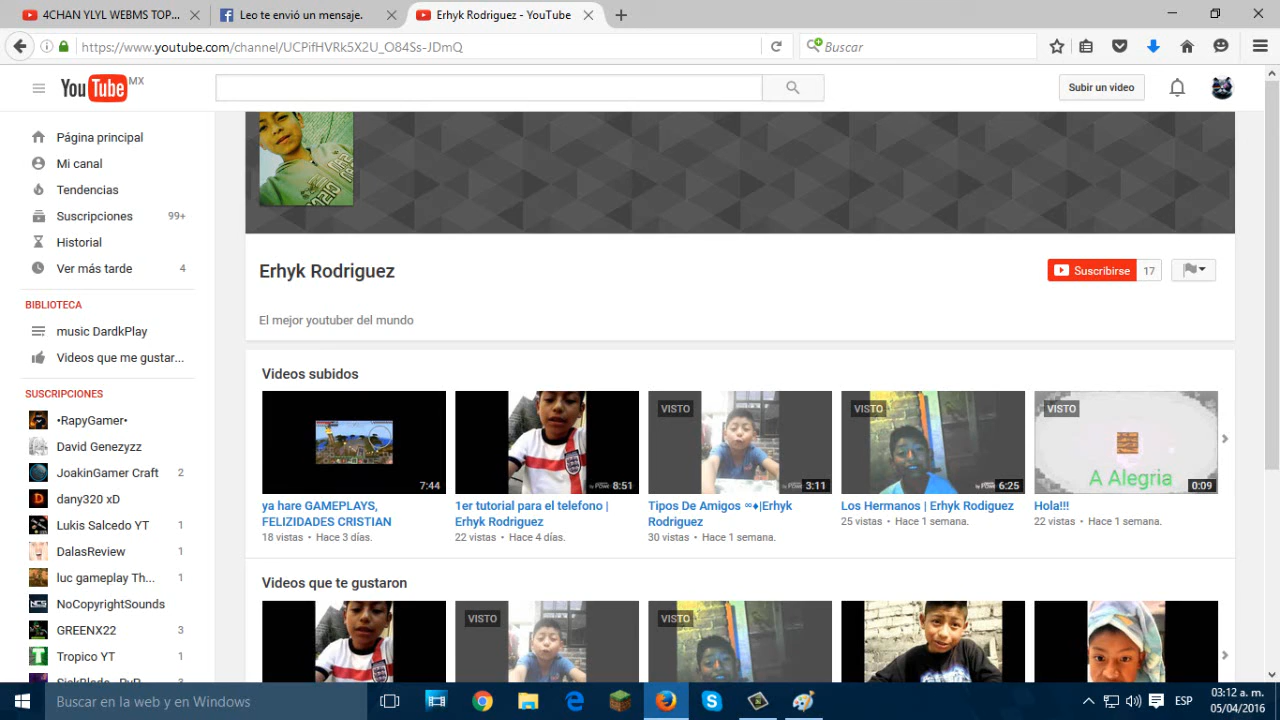 4CHAN YLYL WEBMS TOP...
Leo te envió un mensaje.
Erhyk Rodriguez - YouTube
https://www.youtube.com/channel/UCPifHVRk5X2U_O84Ss-JDmQ
Buscar
YouTube MX
Subir un video
Página principal
Mi canal
Tendencias
Suscripciones 99+
Historial
Ver más tarde 4
BIBLIOTECA
music DardkPlay
Videos que me gustar...
SUSCRIPCIONES
•RapyGamer•
David Genezyzz
JoakinGamer Craft 2
dany320 xD
Lukis Salcedo YT 1
DalasReview 1
luc gameplay Th... 1
NoCopyrightSounds
GREENX22 3
Tropico YT 1
Erhyk Rodriguez
Suscribirse 17
El mejor youtuber del mundo
Videos subidos
7:44
ya hare GAMEPLAYS,
FELIZIDADES CRISTIAN
18 vistas • Hace 3 días.
8:51
1er tutorial para el telefono |
Erhyk Rodriguez
22 vistas • Hace 4 días.
VISTO
3:11
Tipos De Amigos ∞♦|Erhyk
Rodriguez
30 vistas • Hace 1 semana.
VISTO
6:25
Los Hermanos | Erhyk Rodiguez
25 vistas • Hace 1 semana.
VISTO
A Alegria
0:09
Hola!!!
22 vistas • Hace 1 semana.
Videos que te gustaron
VISTO
VISTO
Buscar en la web y en Windows
ESP
03:12 a. m.
05/04/2016